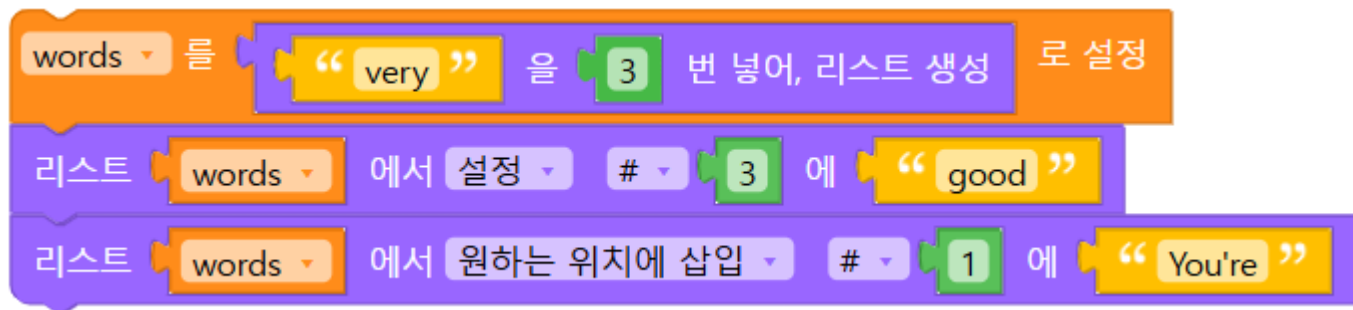 words 를 “ very ” 을 3 번 넣어, 리스트 생성 로 설정
리스트 words 에서 설정 # 3 에 “ good ”
리스트 words 에서 원하는 위치에 삽입 # 1 에 “ You're ”